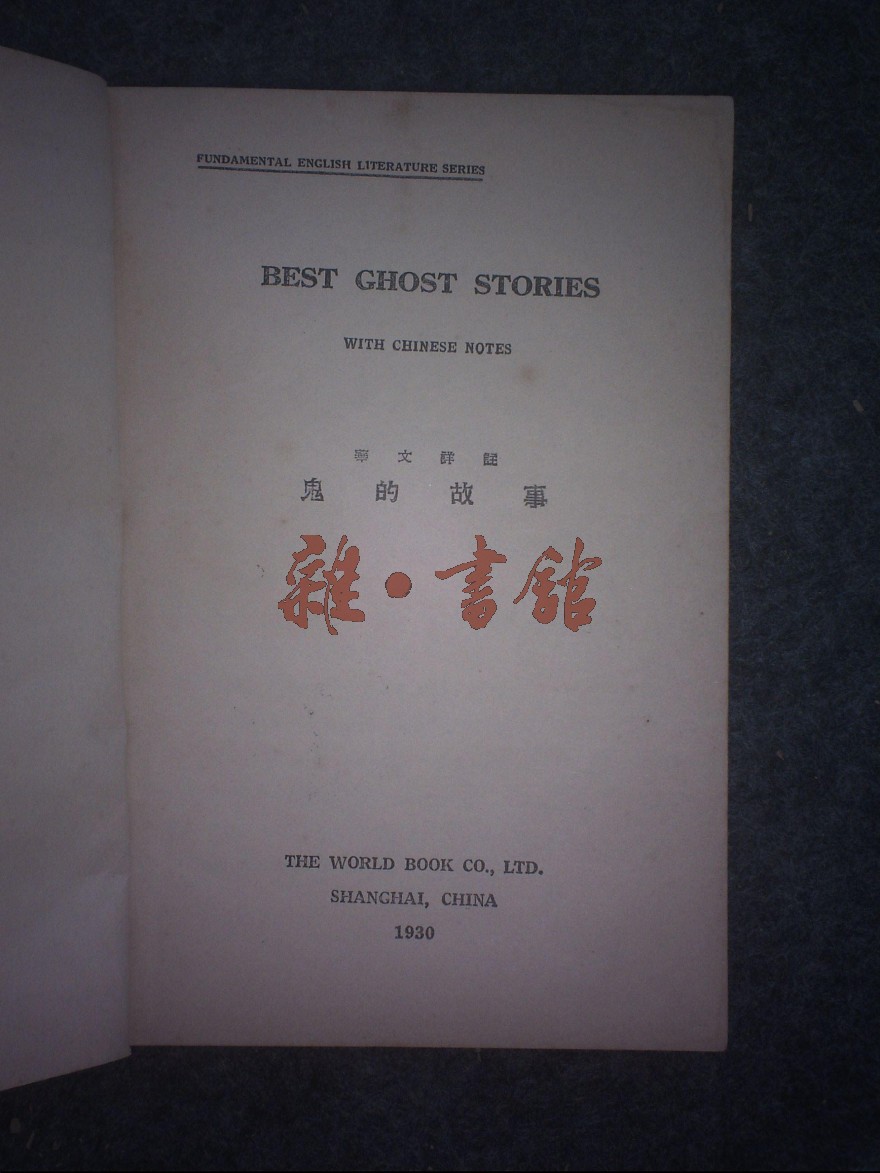 FUNDAMENTAL ENGLISH LITERATURE SERIES
BEST GHOST STORIES
WITH CHINESE NOTES
華文詳註
鬼的故事
雜·書館
THE WORLD BOOK CO., LTD.
SHANGHAI, CHINA
1930